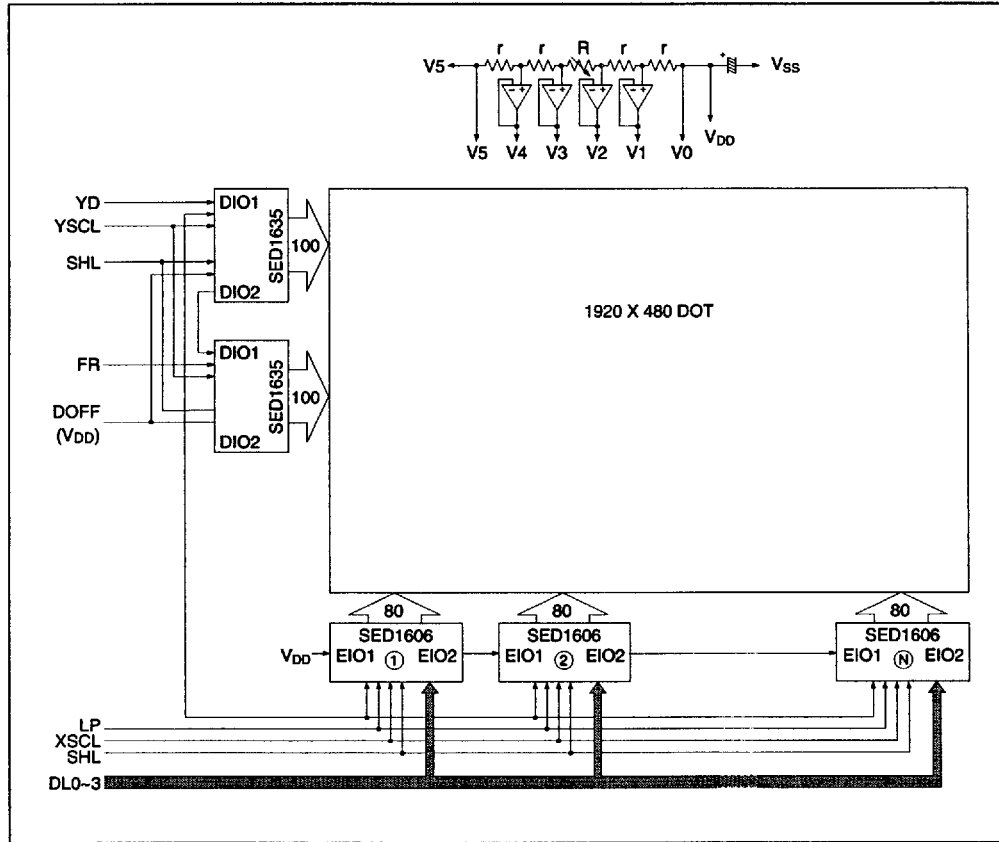 r r R r r
V5 VSS
- + - + - + - +
+
VDD
V5 V4 V3 V2 V1 V0
YD
YSCL
SHL
FR
DOFF
(VDD)
DIO1
SED1635
DIO2
100
DIO1
SED1635
DIO2
100
1920 X 480 DOT
80 80 80
VDD
SED1606
EIO1 1 EIO2
SED1606
EIO1 2 EIO2
SED1606
EIO1 N EIO2
LP
XSCL
SHL
DL0~3